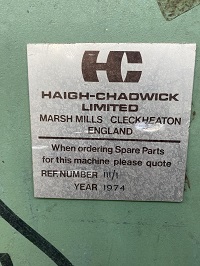 HC
HAIGH-CHADWICK
LIMITED
MARSH MILLS CLECKHEATON
ENGLAND
When ordering Spare Parts
for this machine please quote
REF. NUMBER 111/1
YEAR 1974